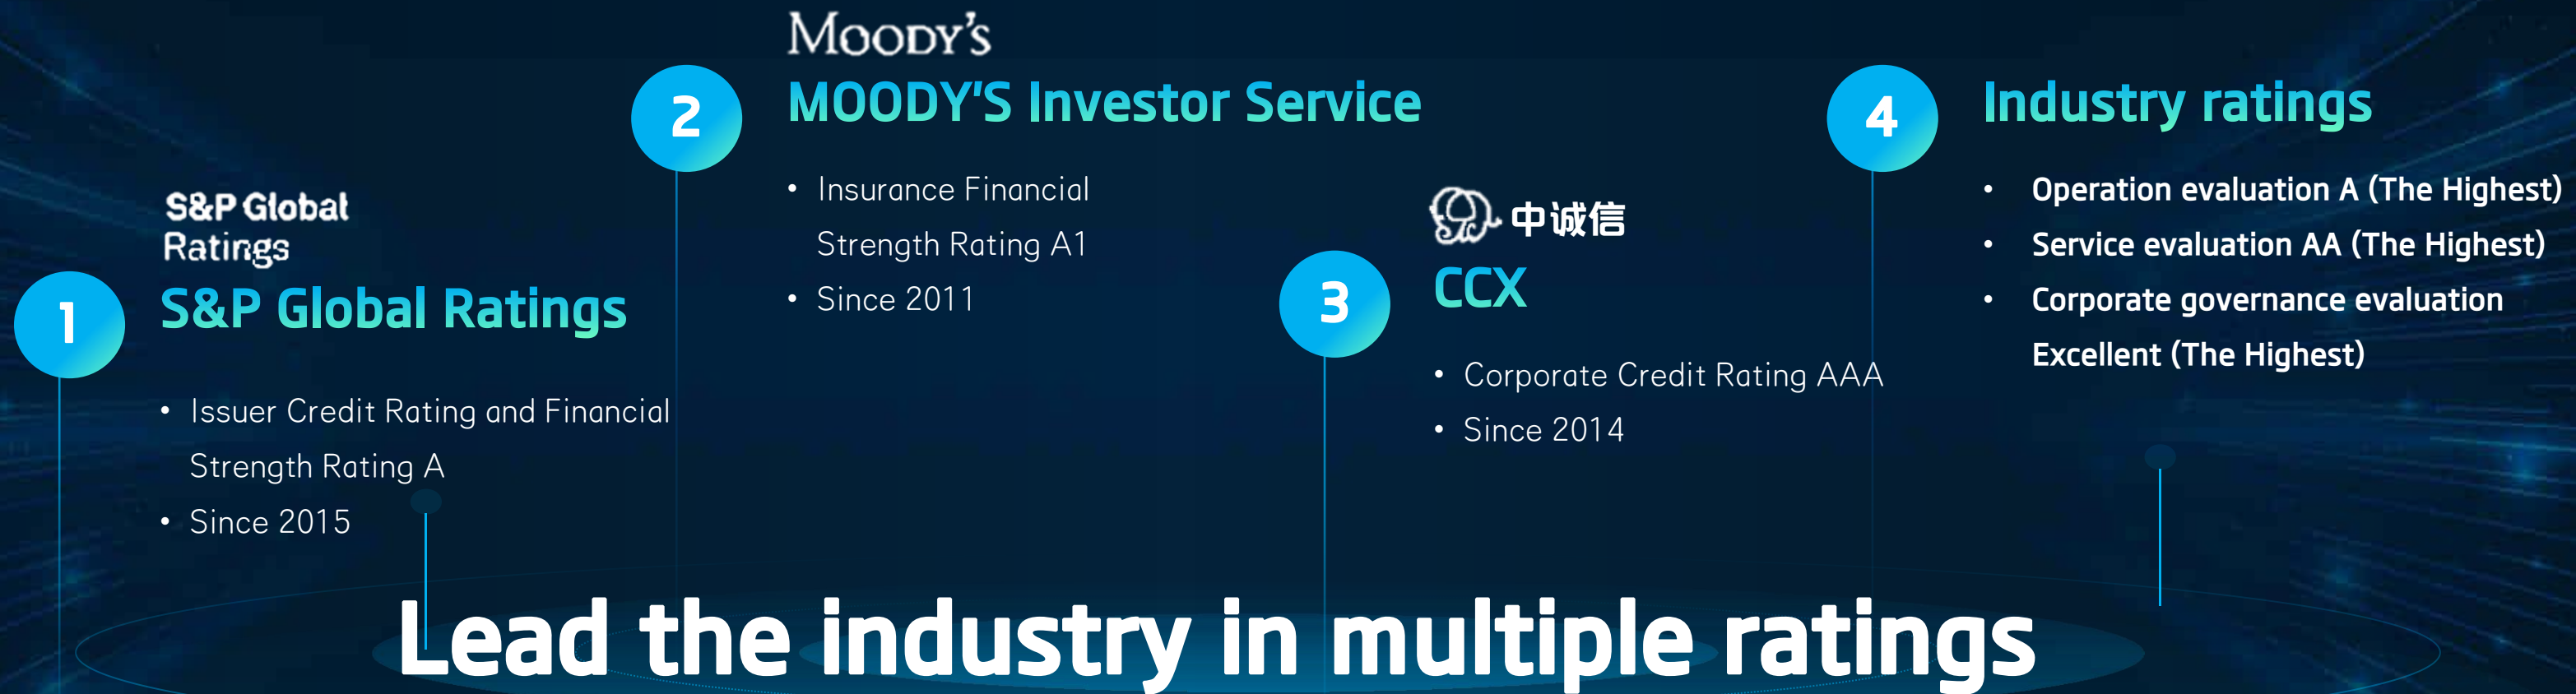 1
S&P Global
Ratings
S&P Global Ratings
• Issuer Credit Rating and Financial
Strength Rating A
• Since 2015
2
MOODY'S
MOODY'S Investor Service
• Insurance Financial
Strength Rating A1
• Since 2011
3
中诚信
CCX
• Corporate Credit Rating AAA
• Since 2014
4
Industry ratings
• Operation evaluation A (The Highest)
• Service evaluation AA (The Highest)
• Corporate governance evaluation
Excellent (The Highest)
Lead the industry in multiple ratings